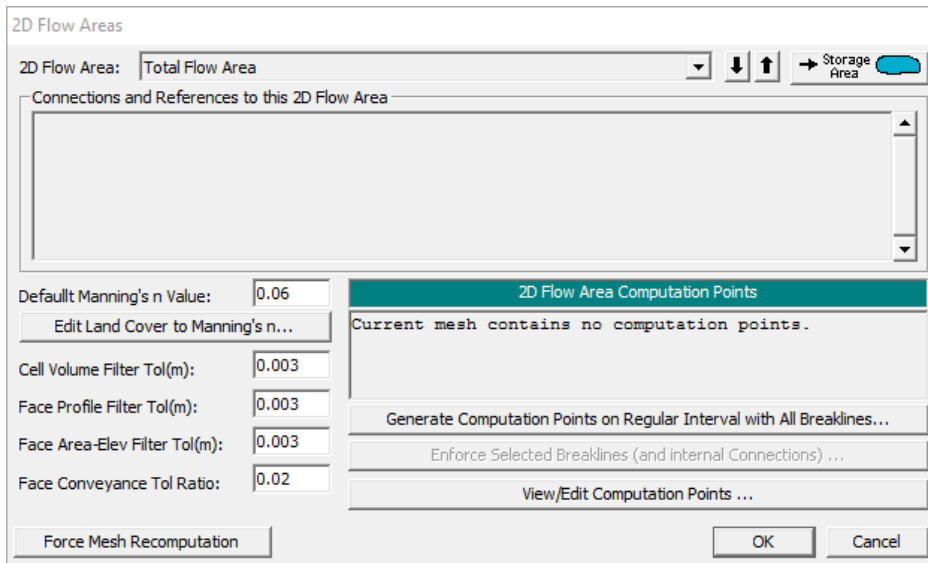 2D Flow Areas
2D Flow Area: Total Flow Area Storage Area
Connections and References to this 2D Flow Area
Defaullt Manning's n Value: 0.06
Edit Land Cover to Manning's n...
Cell Volume Filter Tol(m): 0.003
Face Profile Filter Tol(m): 0.003
Face Area-Elev Filter Tol(m): 0.003
Face Conveyance Tol Ratio: 0.02
2D Flow Area Computation Points
Current mesh contains no computation points.
Generate Computation Points on Regular Interval with All Breaklines...
Enforce Selected Breaklines (and internal Connections) ...
View/Edit Computation Points ...
Force Mesh Recomputation OK Cancel